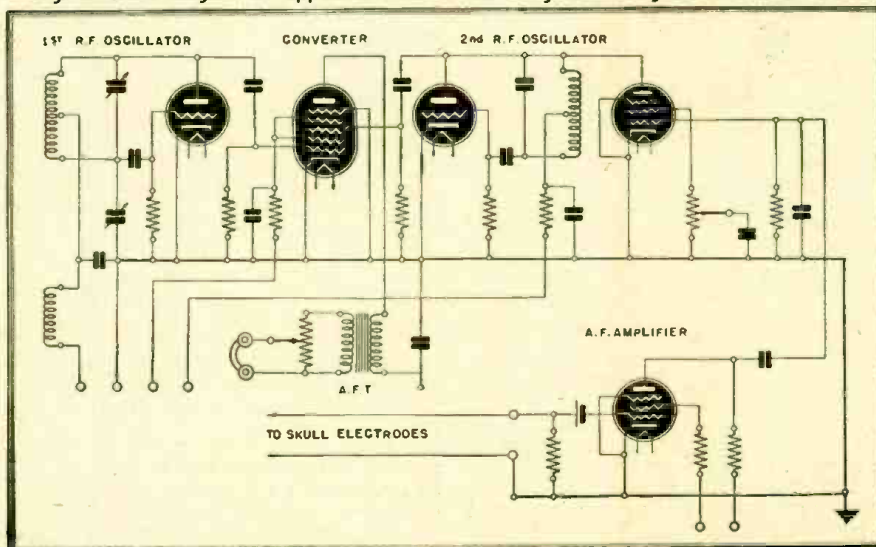 1ST R.F. OSCILLATOR
CONVERTER
2nd R.F. OSCILLATOR
A.F.T
A.F. AMPLIFIER
TO SKULL ELECTRODES